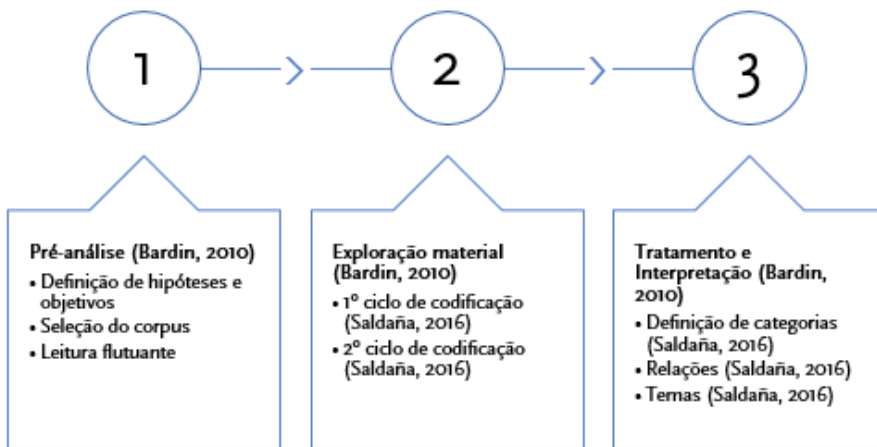 1
2
3
Pré-análise (Bardin, 2010)
• Definição de hipóteses e
objetivos
• Seleção do corpus
• Leitura flutuante
Exploração material
(Bardin, 2010)
• 1º ciclo de codificação
(Saldaña, 2016)
• 2º ciclo de codificação
(Saldaña, 2016)
Tratamento e
Interpretação (Bardin,
2010)
• Definição de categorias
(Saldaña, 2016)
• Relações (Saldaña, 2016)
• Temas (Saldaña, 2016)